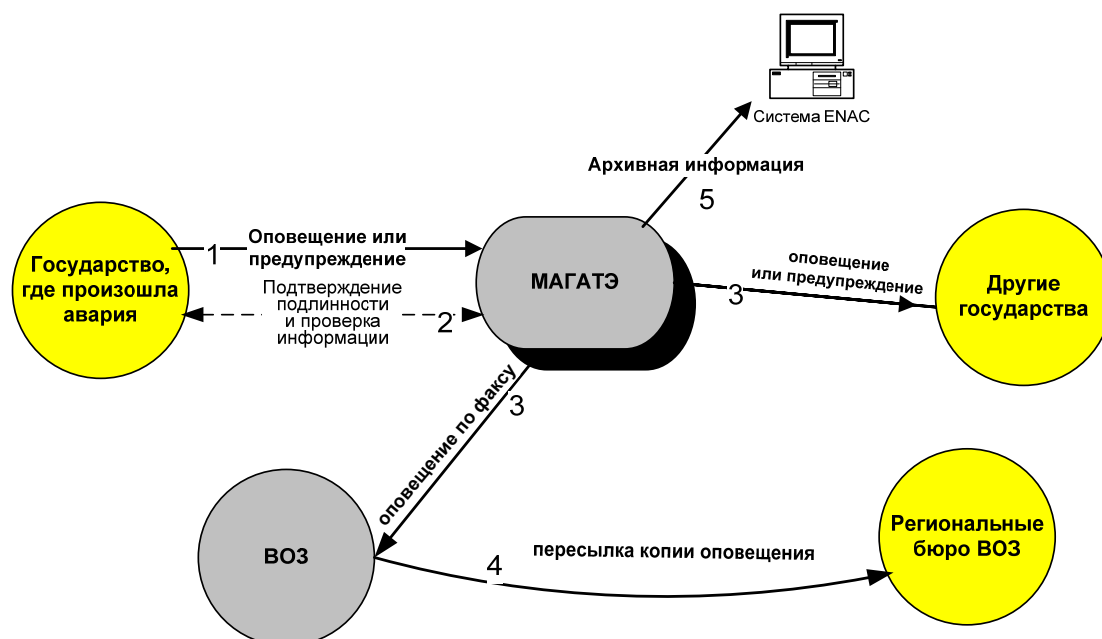 Система ENAC
Архивная информация
5
Государство,
где произошла
авария
1
Оповещение или
предупреждение
Подтверждение
подлинности
и проверка
информации
2
МАГАТЭ
оповещение
или предупреждение
3
Другие
государства
оповещение по факсу
3
ВОЗ
4
пересылка копии оповещения
Региональные
бюро ВОЗ